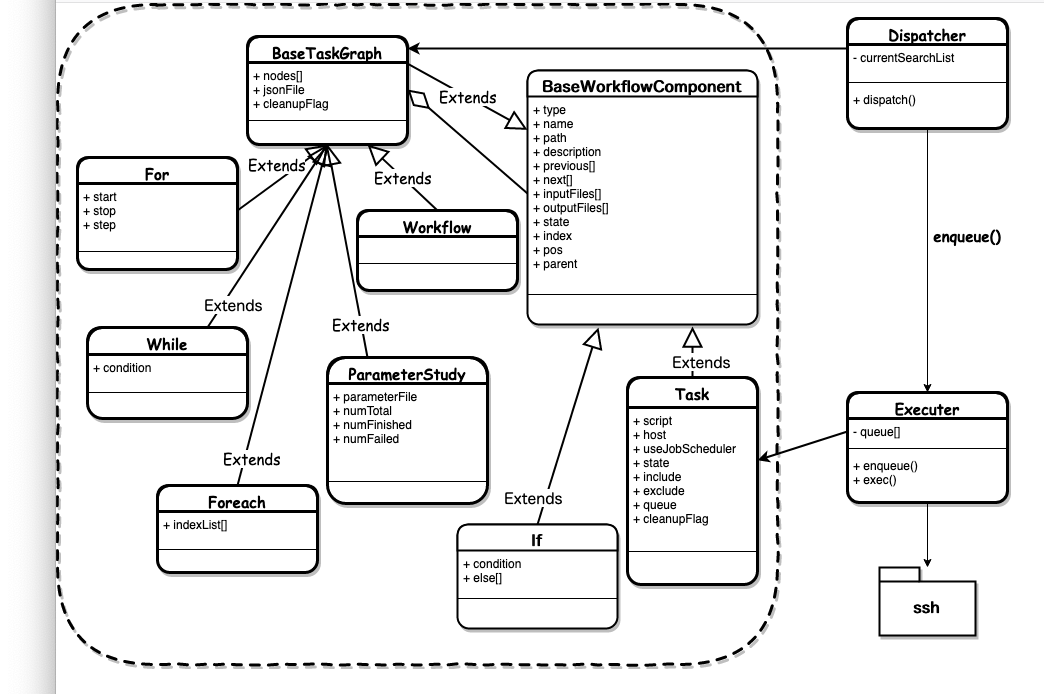 BaseTaskGraph
+ nodes[]
+ jsonFile
+ cleanupFlag
Extends
BaseWorkflowComponent
+ type
+ name
+ path
+ description
+ previous[]
+ next[]
+ inputFiles[]
+ outputFiles[]
+ state
+ index
+ pos
+ parent
Dispatcher
- currentSearchList
+ dispatch()
For
+ start
+ stop
+ step
Extends
Extends
Workflow
enqueue()
Extends
While
+ condition
Extends
ParameterStudy
+ parameterFile
+ numTotal
+ numFinished
+ numFailed
Extends
Task
+ script
+ host
+ useJobScheduler
+ state
+ include
+ exclude
+ queue
+ cleanupFlag
Executer
- queue[]
+ enqueue()
+ exec()
Extends
Foreach
+ indexList[]
Extends
If
+ condition
+ else[]
ssh